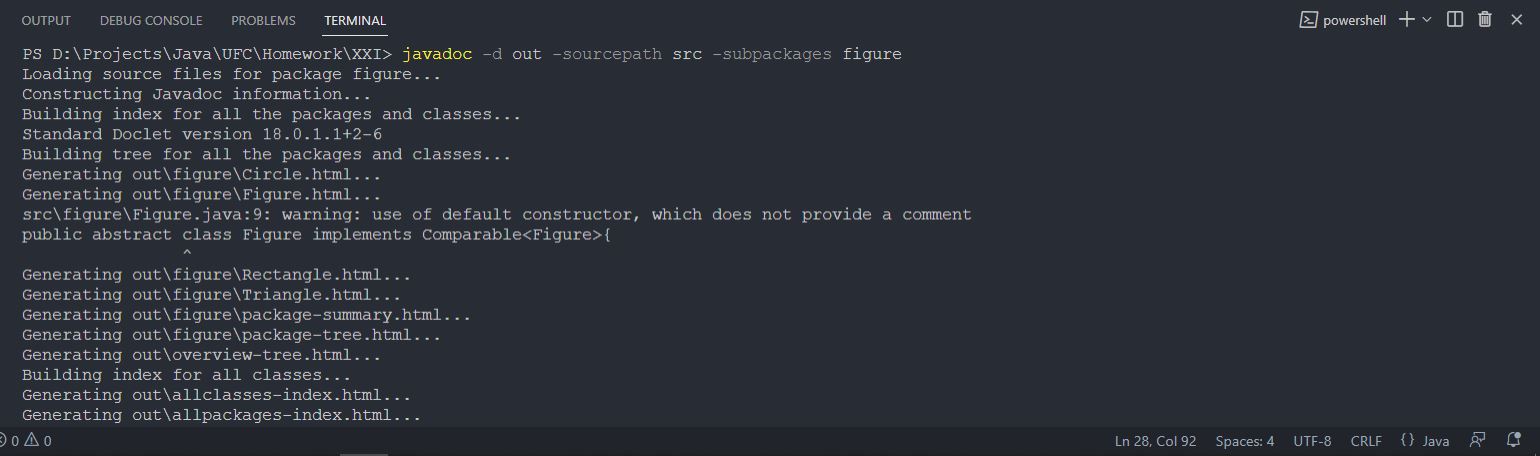 OUTPUT DEBUG CONSOLE PROBLEMS TERMINAL powershell
PS D:\Projects\Java\UFC\Homework\XXI> javadoc -d out -sourcepath src -subpackages figure
Loading source files for package figure...
Constructing Javadoc information...
Building index for all the packages and classes...
Standard Doclet version 18.0.1.1+2-6
Building tree for all the packages and classes...
Generating out\figure\Circle.html...
Generating out\figure\Figure.html...
src\figure\Figure.java:9: warning: use of default constructor, which does not provide a comment
public abstract class Figure implements Comparable<Figure>{
^
Generating out\figure\Rectangle.html...
Generating out\figure\Triangle.html...
Generating out\figure\package-summary.html...
Generating out\figure\package-tree.html...
Generating out\overview-tree.html...
Building index for all classes...
Generating out\allclasses-index.html...
Generating out\allpackages-index.html...
0 0 Ln 28, Col 92 Spaces: 4 UTF-8 CRLF {} Java